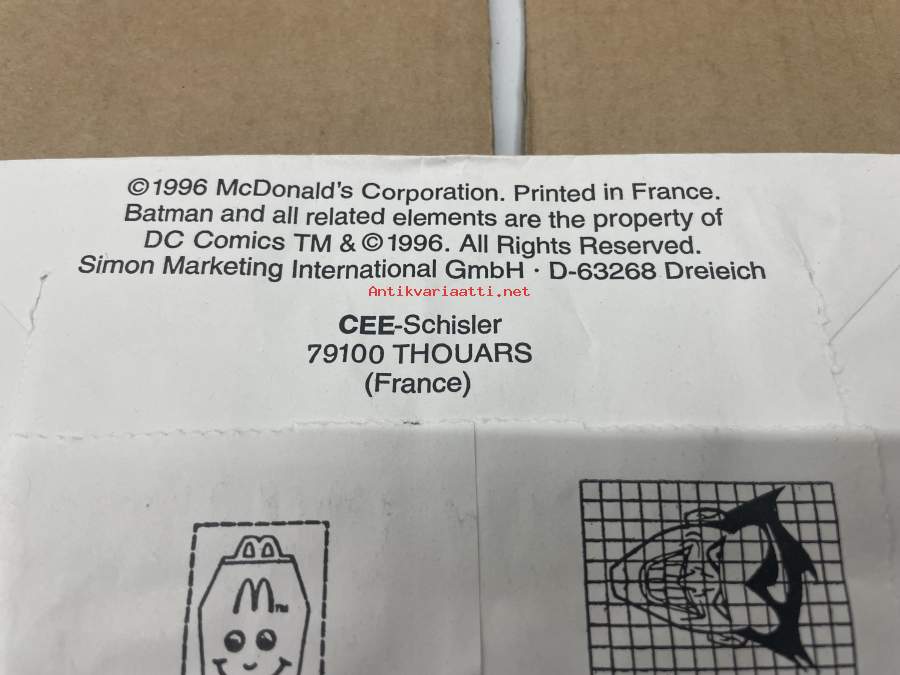 ©1996 McDonald's Corporation. Printed in France.
Batman and all related elements are the property of
DC Comics TM & ©1996. All Rights Reserved.
Simon Marketing International GmbH · D-63268 Dreieich
Antikvariaatti.net
CEE-Schisler
79100 THOUARS
(France)
M TM